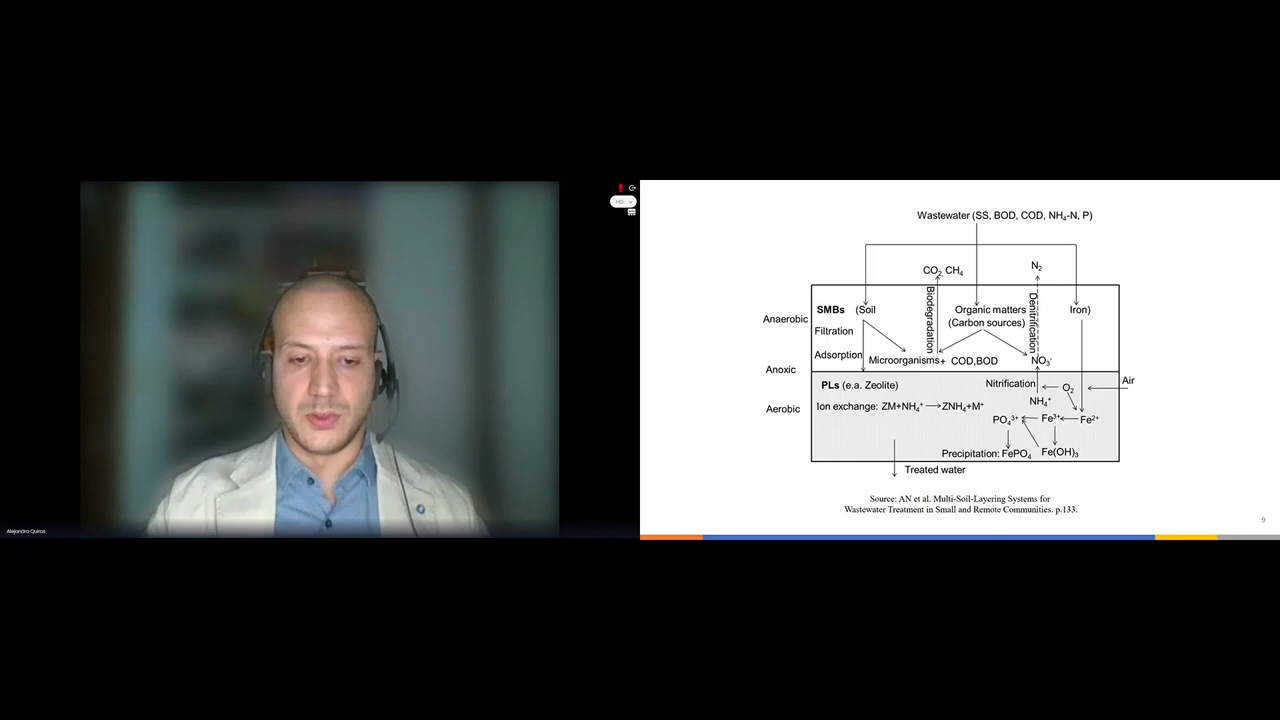 HD
Alejandro Quiros
Wastewater (SS, BOD, COD, NH₄-N, P)
CO₂, CH₄
N₂
Anaerobic
Anoxic
Aerobic
SMBs (Soil
Organic matters
(Carbon sources)
Iron)
Filtration
Adsorption
Biodegradation
Denitrification
Microorganisms+ COD,BOD
NO₃⁻
PLs (e.a. Zeolite)
Nitrification
O₂
Air
Ion exchange: ZM+NH₄⁺ → ZNH₄+M⁺
NH₄⁺
PO₄³⁺
Fe³⁺
Fe²⁺
Precipitation: FePO₄
Fe(OH)₃
Treated water
Source: AN et al. Multi-Soil-Layering Systems for
Wastewater Treatment in Small and Remote Communities. p.133.
9